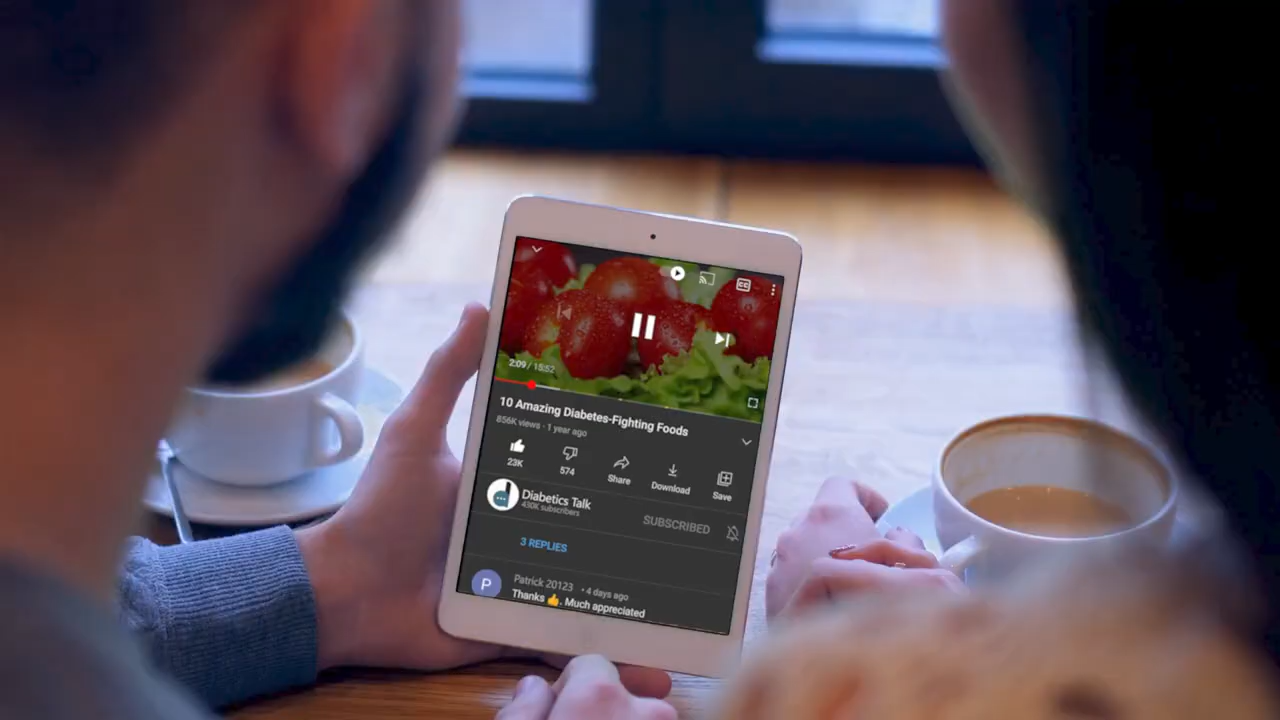 CC
2:09 / 15:52
10 Amazing Diabetes-Fighting Foods
856K views · 1 year ago
23K
574
Share
Download
Save
Diabetics Talk
430K subscribers
SUBSCRIBED
3 REPLIES
P
Patrick 20123 • 4 days ago
Thanks 👍. Much appreciated